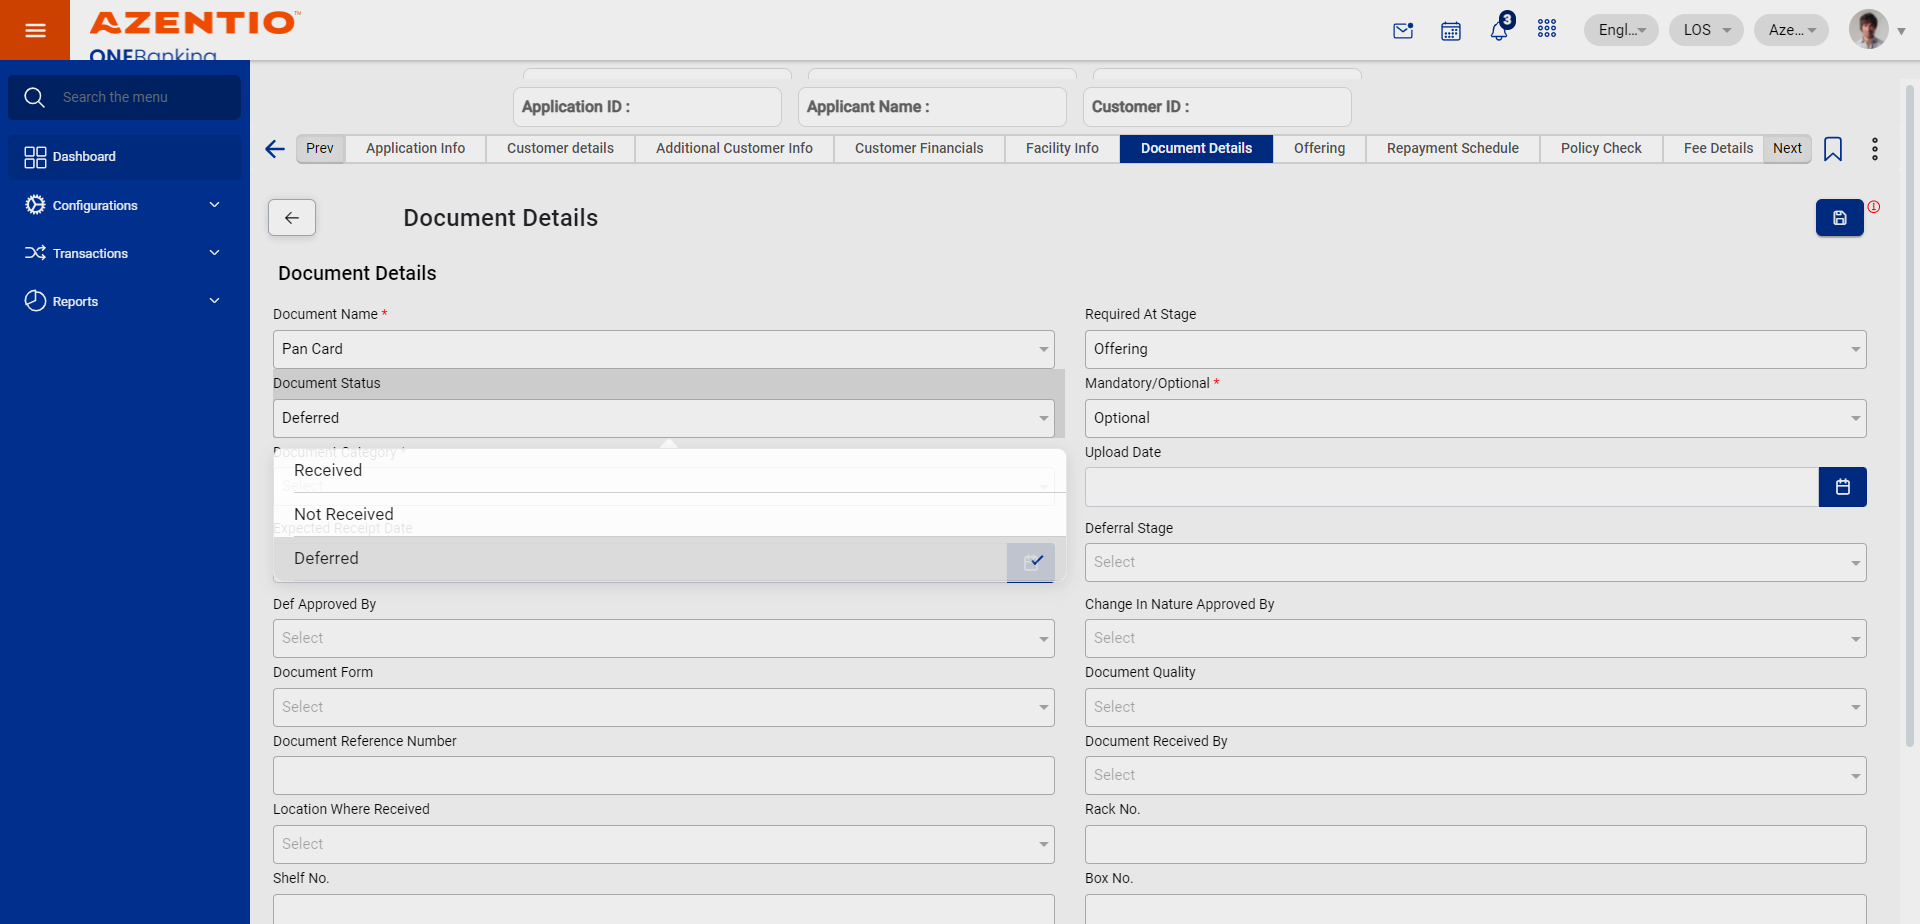 AZENTIO™
ONEBanking
3
Engl...
LOS
Aze...
Search the menu
Dashboard
Configurations
Transactions
Reports
Application ID :
Applicant Name :
Customer ID :
Prev
Application Info
Customer details
Additional Customer Info
Customer Financials
Facility Info
Document Details
Offering
Repayment Schedule
Policy Check
Fee Details
Next
Document Details
Document Details
Document Name *
Required At Stage
Pan Card
Offering
Document Status
Mandatory/Optional *
Deferred
Optional
Document Category *
Upload Date
Select
Received
Not Received
Expected Receipt Date
Deferral Stage
Deferred
Select
Def Approved By
Change In Nature Approved By
Select
Select
Document Form
Document Quality
Select
Select
Document Reference Number
Document Received By
Select
Location Where Received
Rack No.
Select
Shelf No.
Box No.